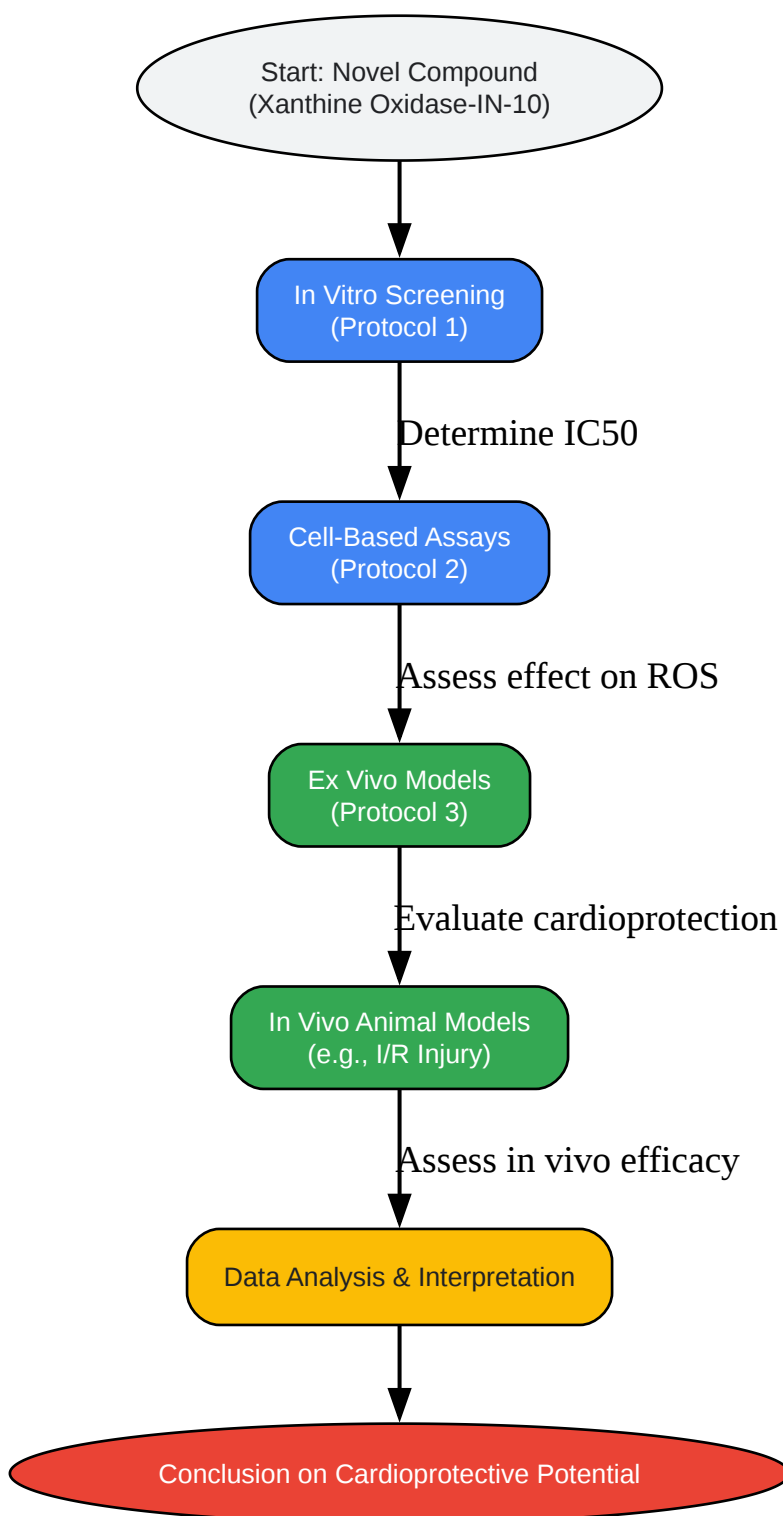 Start: Novel Compound
(Xanthine Oxidase-IN-10)
In Vitro Screening
(Protocol 1)
Determine IC50
Cell-Based Assays
(Protocol 2)
Assess effect on ROS
Ex Vivo Models
(Protocol 3)
Evaluate cardioprotection
In Vivo Animal Models
(e.g., I/R Injury)
Assess in vivo efficacy
Data Analysis & Interpretation
Conclusion on Cardioprotective Potential